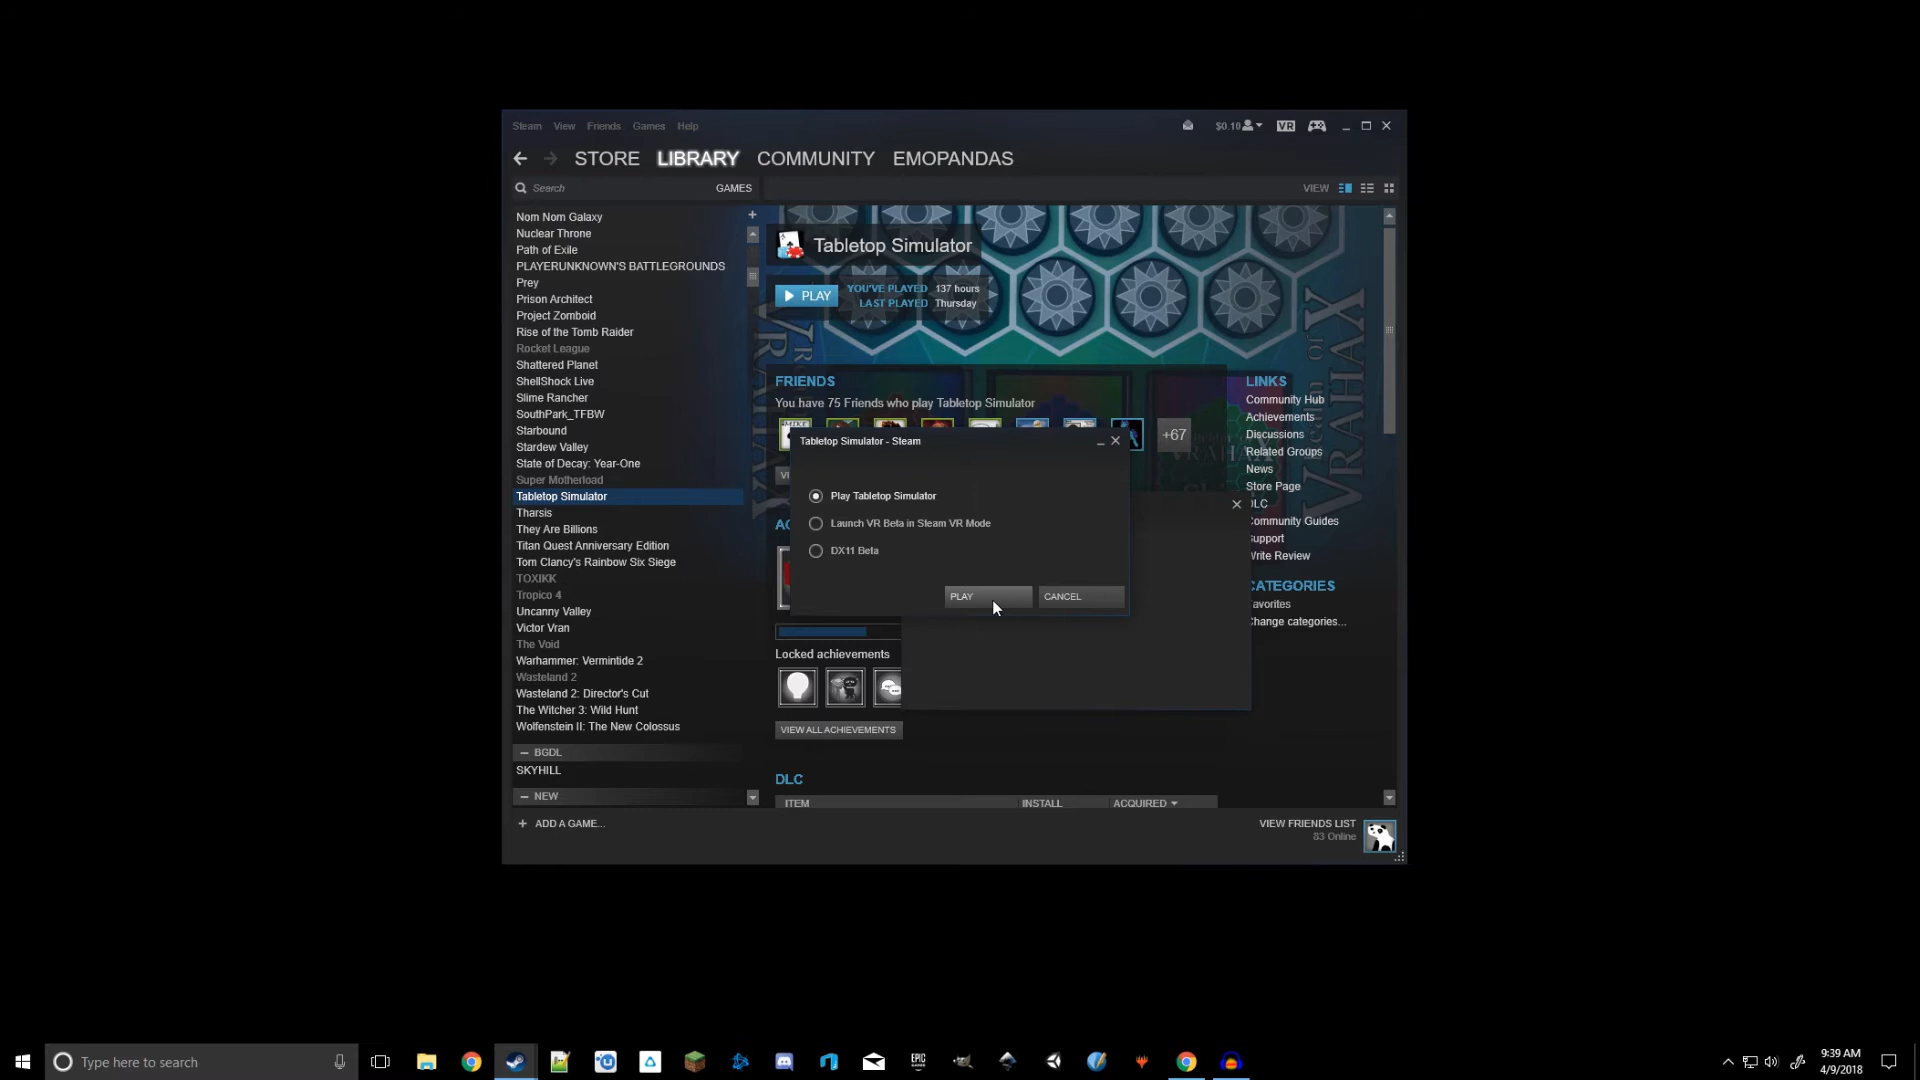 Steam View Friends Games Help
$0.10
VR
STORE LIBRARY COMMUNITY EMOPANDAS
Search
GAMES
VIEW
Nom Nom Galaxy
Nuclear Throne
Path of Exile
PLAYERUNKNOWN'S BATTLEGROUNDS
Prey
Prison Architect
Project Zomboid
Rise of the Tomb Raider
Rocket League
Shattered Planet
ShellShock Live
Slime Rancher
SouthPark_TFBW
Starbound
Stardew Valley
State of Decay: Year-One
Super Motherload
Tabletop Simulator
Tharsis
They Are Billions
Titan Quest Anniversary Edition
Tom Clancy's Rainbow Six Siege
TOXIKK
Tropico 4
Uncanny Valley
Victor Vran
The Void
Warhammer: Vermintide 2
Wasteland 2
Wasteland 2: Director's Cut
The Witcher 3: Wild Hunt
Wolfenstein II: The New Colossus
BGDL
SKYHILL
NEW
ADD A GAME...
Tabletop Simulator
PLAY
YOU'VE PLAYED 137 hours
LAST PLAYED Thursday
FRIENDS
You have 75 Friends who play Tabletop Simulator
+67
Tabletop Simulator - Steam
Play Tabletop Simulator
Launch VR Beta in Steam VR Mode
DX11 Beta
PLAY
CANCEL
Locked achievements
VIEW ALL ACHIEVEMENTS
DLC
ITEM INSTALL ACQUIRED
LINKS
Community Hub
Achievements
Discussions
Related Groups
News
Store Page
DLC
Community Guides
Support
Write Review
CATEGORIES
Favorites
Change categories...
VRAHAX
VIEW FRIENDS LIST
83 Online
Type here to search
EPIC GAMES
9:39 AM
4/9/2018